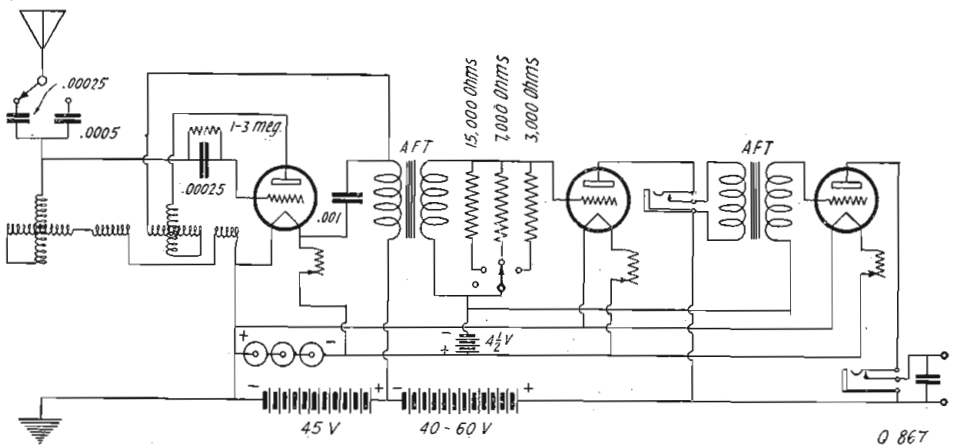 .00025
.0005
1-3 meg.
.00025
.001
AFT
15,000 Ohms
7,000 Ohms
3,000 Ohms
AFT
+
-
-
+
4½V
-
+
-
+
45 V
40-60 V
Q 867